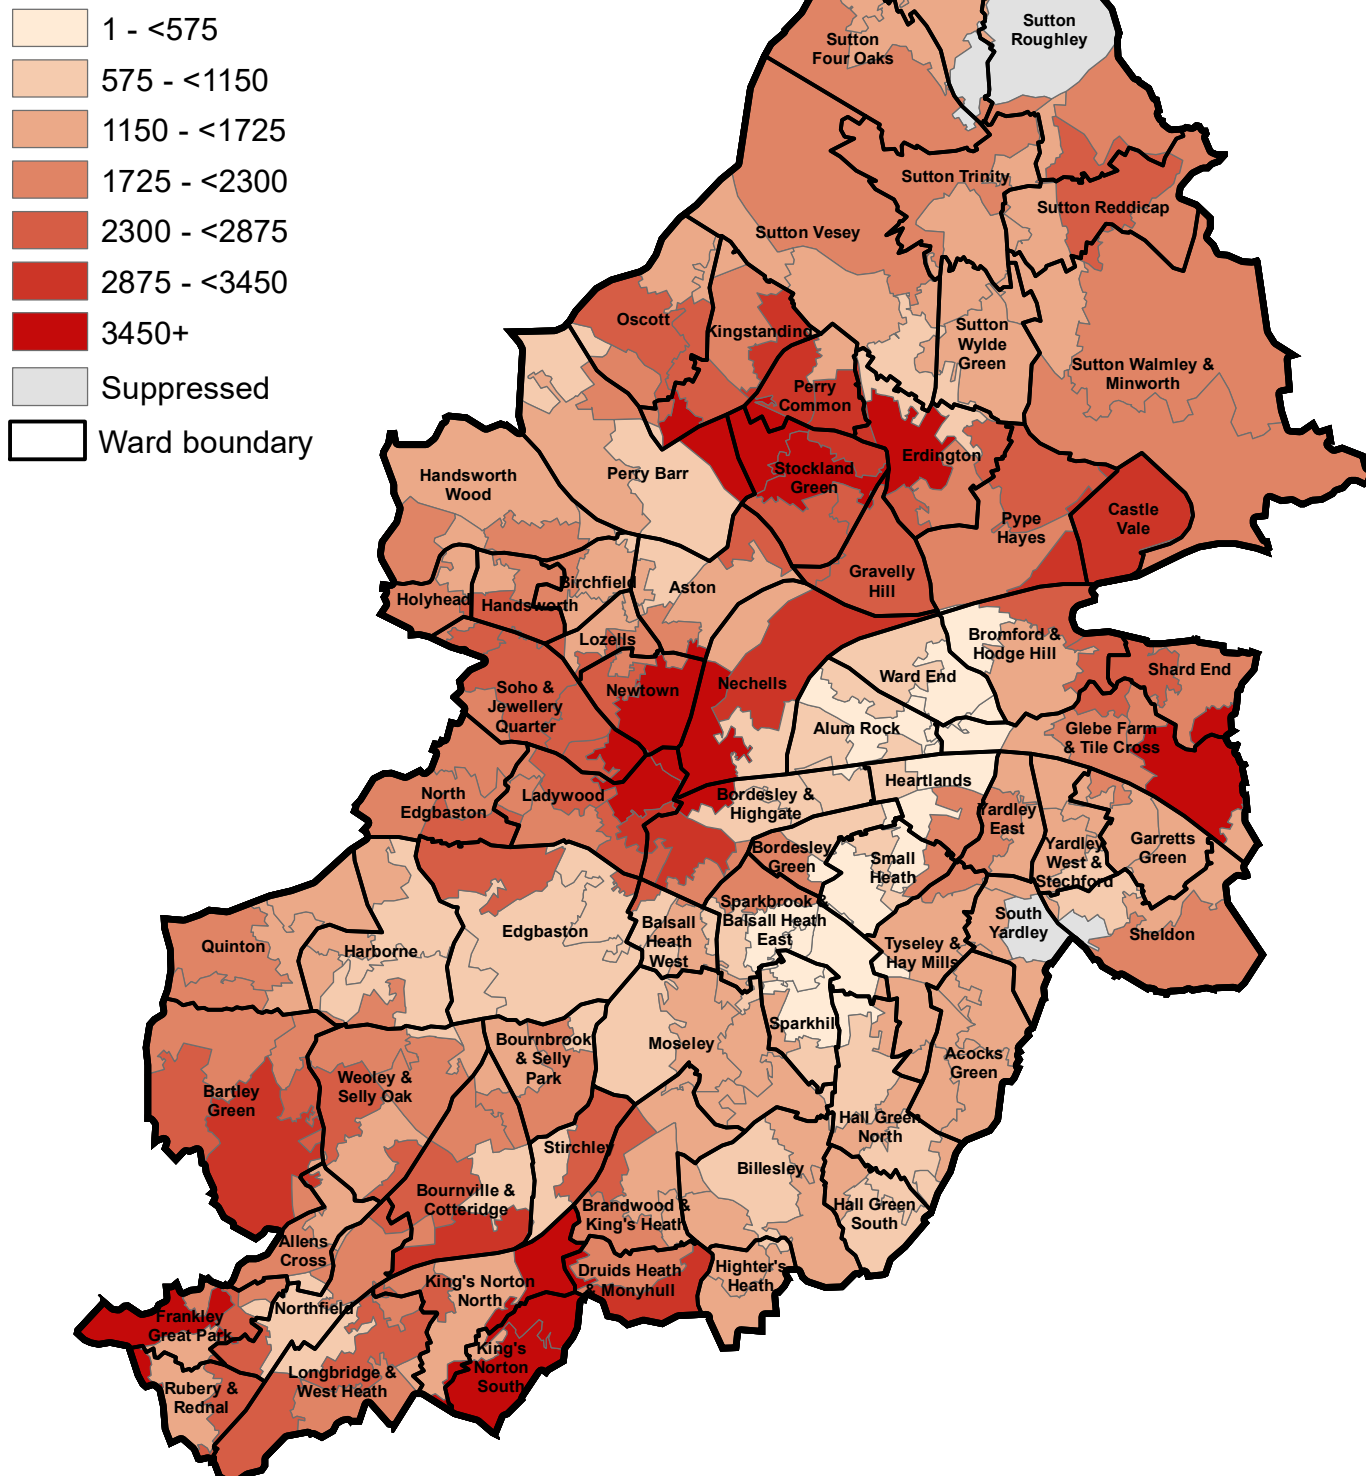 1 - <575
575 - <1150
1150 - <1725
1725 - <2300
2300 - <2875
2875 - <3450
3450+
Suppressed
Ward boundary
Sutton
Roughley
Sutton
Four Oaks
Sutton Trinity
Sutton Reddicap
Sutton Vesey
Oscott
Kingstanding
Sutton
Wylde
Green
Sutton Walmley &
Minworth
Perry
Common
Erdington
Stockland
Green
Perry Barr
Handsworth
Wood
Castle
Vale
Pype
Hayes
Gravelly
Hill
Birchfield
Aston
Holyhead
Handsworth
Lozells
Bromford &
Hodge Hill
Shard End
Ward End
Nechells
Newtown
Soho &
Jewellery
Quarter
Alum Rock
Glebe Farm
& Tile Cross
Heartlands
North
Edgbaston
Ladywood
Bordesley &
Highgate
Yardley
East
Bordesley
Green
Small
Heath
Yardley
West &
Stechford
Garretts
Green
Sparkbrook &
Balsall Heath
East
Balsall
Heath
West
Edgbaston
South
Yardley
Sheldon
Quinton
Harborne
Tyseley &
Hay Mills
Sparkhill
Moseley
Bournbrook
& Selly
Park
Acocks
Green
Weoley &
Selly Oak
Bartley
Green
Hall Green
North
Stirchley
Billesley
Bournville &
Cotteridge
Brandwood &
King's Heath
Hall Green
South
Allens
Cross
Druids Heath
& Monyhull
Highter's
Heath
King's Norton
North
Northfield
Frankley
Great Park
King's
Norton
South
Longbridge &
West Heath
Rubery &
Rednal